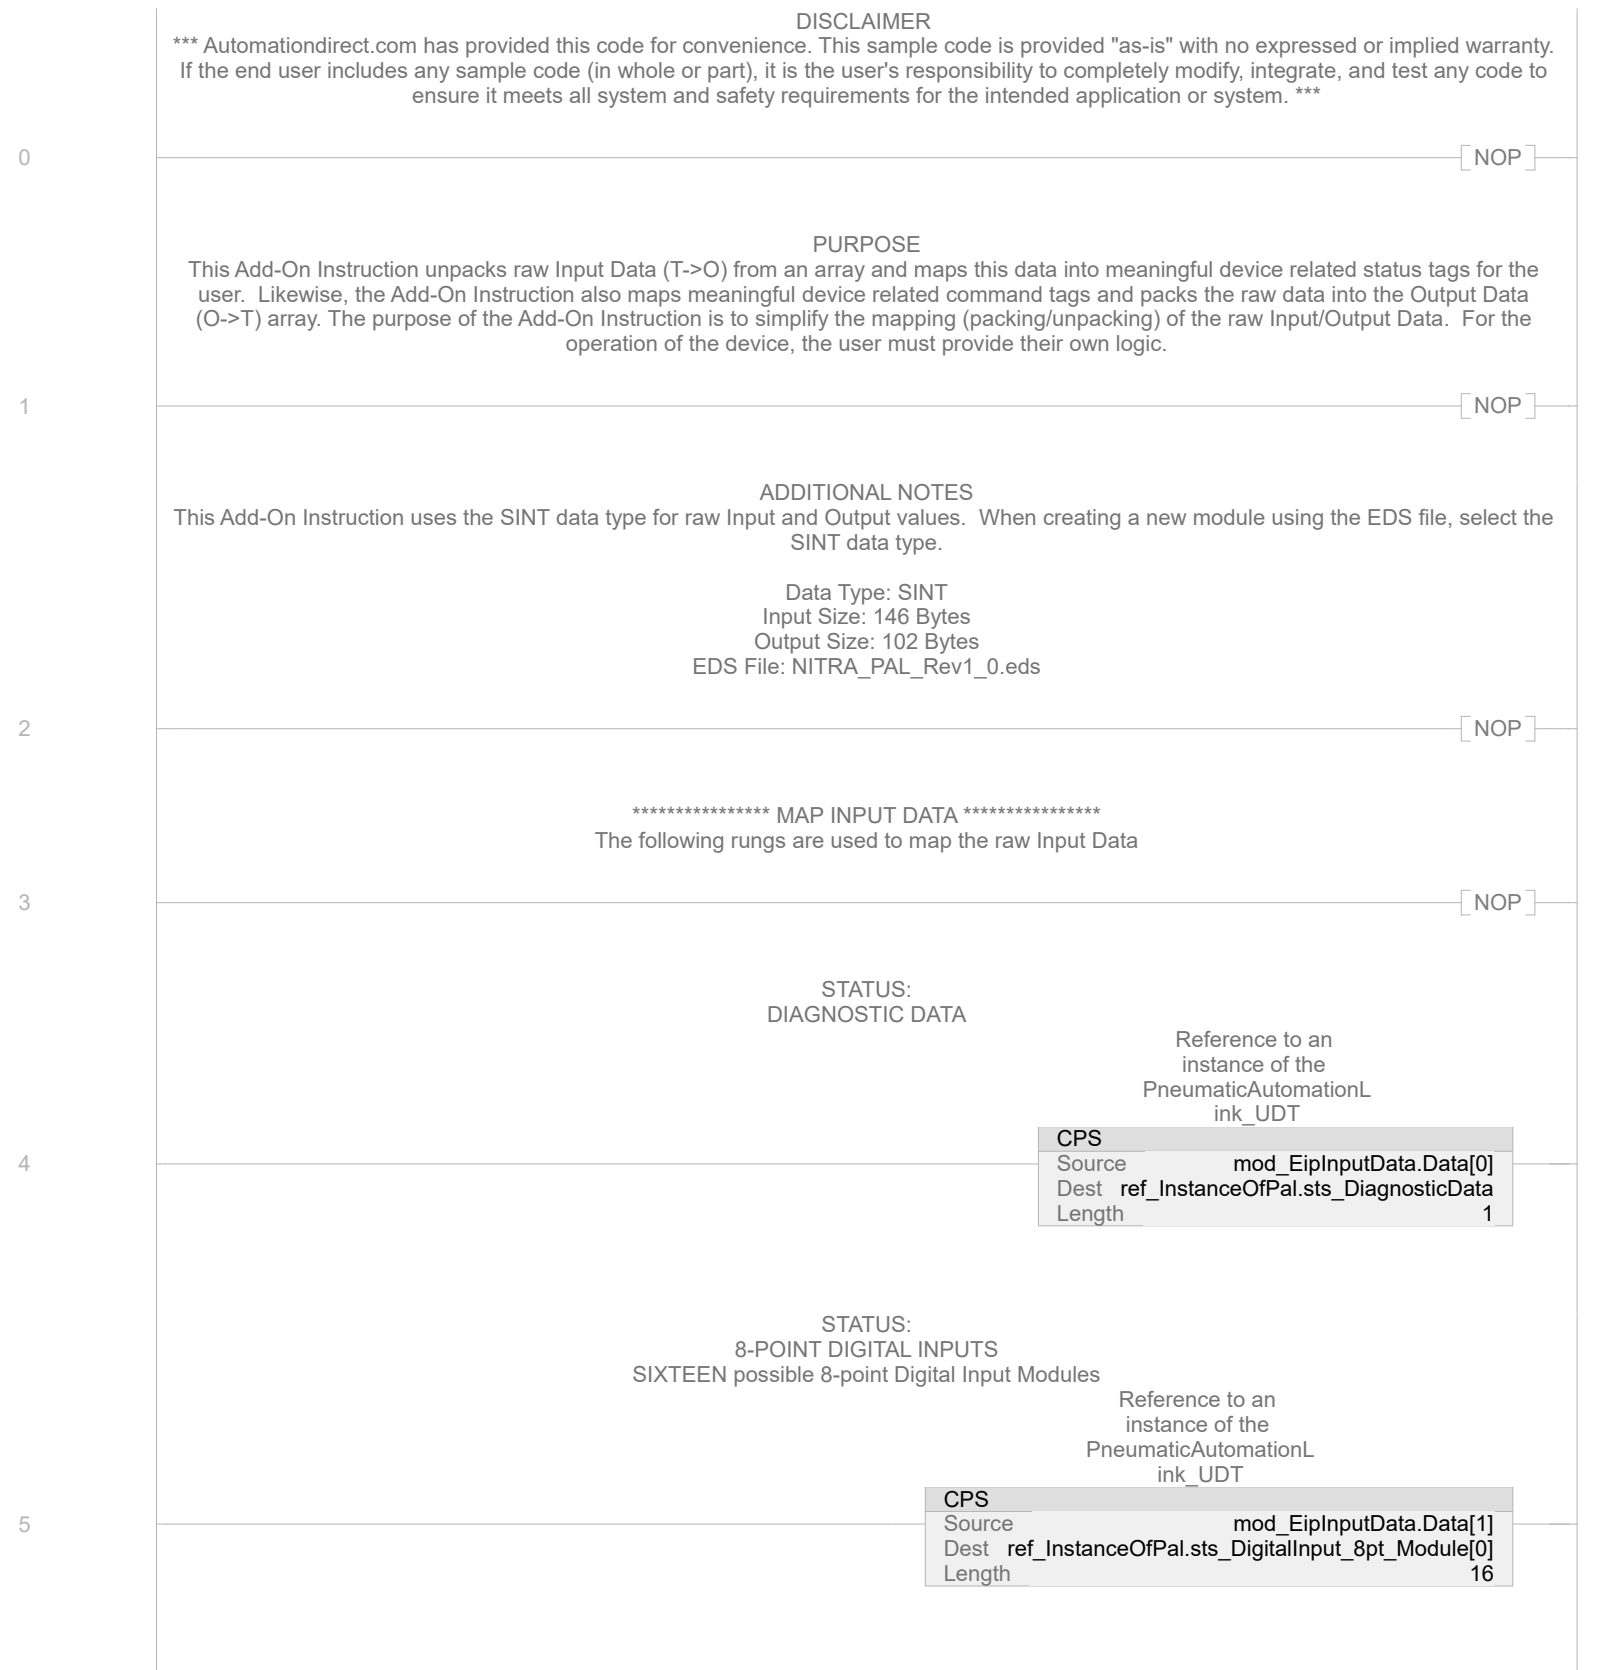 DISCLAIMER
*** Automationdirect.com has provided this code for convenience. This sample code is provided "as-is" with no expressed or implied warranty.
If the end user includes any sample code (in whole or part), it is the user's responsibility to completely modify, integrate, and test any code to
ensure it meets all system and safety requirements for the intended application or system. ***
0
NOP
PURPOSE
This Add-On Instruction unpacks raw Input Data (T->O) from an array and maps this data into meaningful device related status tags for the
user.  Likewise, the Add-On Instruction also maps meaningful device related command tags and packs the raw data into the Output Data
(O->T) array. The purpose of the Add-On Instruction is to simplify the mapping (packing/unpacking) of the raw Input/Output Data.  For the
operation of the device, the user must provide their own logic.
1
NOP
ADDITIONAL NOTES
This Add-On Instruction uses the SINT data type for raw Input and Output values.  When creating a new module using the EDS file, select the
SINT data type.
Data Type: SINT
Input Size: 146 Bytes
Output Size: 102 Bytes
EDS File: NITRA_PAL_Rev1_0.eds
2
NOP
**************** MAP INPUT DATA ****************
The following rungs are used to map the raw Input Data
3
NOP
STATUS:
DIAGNOSTIC DATA
Reference to an
instance of the
PneumaticAutomationL
ink_UDT
CPS
4
Source mod_EipInputData.Data[0]
Dest ref_InstanceOfPal.sts_DiagnosticData
Length 1
STATUS:
8-POINT DIGITAL INPUTS
SIXTEEN possible 8-point Digital Input Modules
Reference to an
instance of the
PneumaticAutomationL
ink_UDT
CPS
5
Source mod_EipInputData.Data[1]
Dest ref_InstanceOfPal.sts_DigitalInput_8pt_Module[0]
Length 16